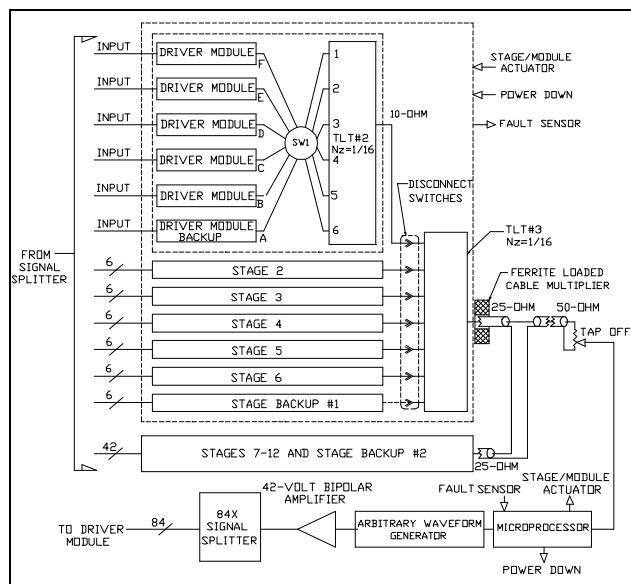 INPUT
DRIVER MODULE
F
1
STAGE/MODULE
ACTUATOR
INPUT
DRIVER MODULE
E
2
POWER DOWN
10-OHM
INPUT
DRIVER MODULE
D
3
FAULT SENSOR
SW1
TLT#2
Nz=1/16
INPUT
DRIVER MODULE
C
4
DISCONNECT
SWITCHES
INPUT
DRIVER MODULE
B
5
INPUT
DRIVER MODULE
BACKUP
A
6
TLT#3
Nz=1/16
FROM
SIGNAL
SPLITTER
6
STAGE 2
FERRITE LOADED
CABLE MULTIPLIER
6
STAGE 3
25-OHM
50-OHM
6
STAGE 4
TAP OFF
6
STAGE 5
6
STAGE 6
6
STAGE BACKUP #1
42
STAGES 7-12 AND STAGE BACKUP #2
25-OHM
42-VOLT BIPOLAR
AMPLIFIER
FAULT SENSOR
STAGE/MODULE
ACTUATOR
TO DRIVER
MODULE
84
84X
SIGNAL
SPLITTER
ARBITRARY WAVEFORM
GENERATOR
MICROPROCESSOR
POWER DOWN